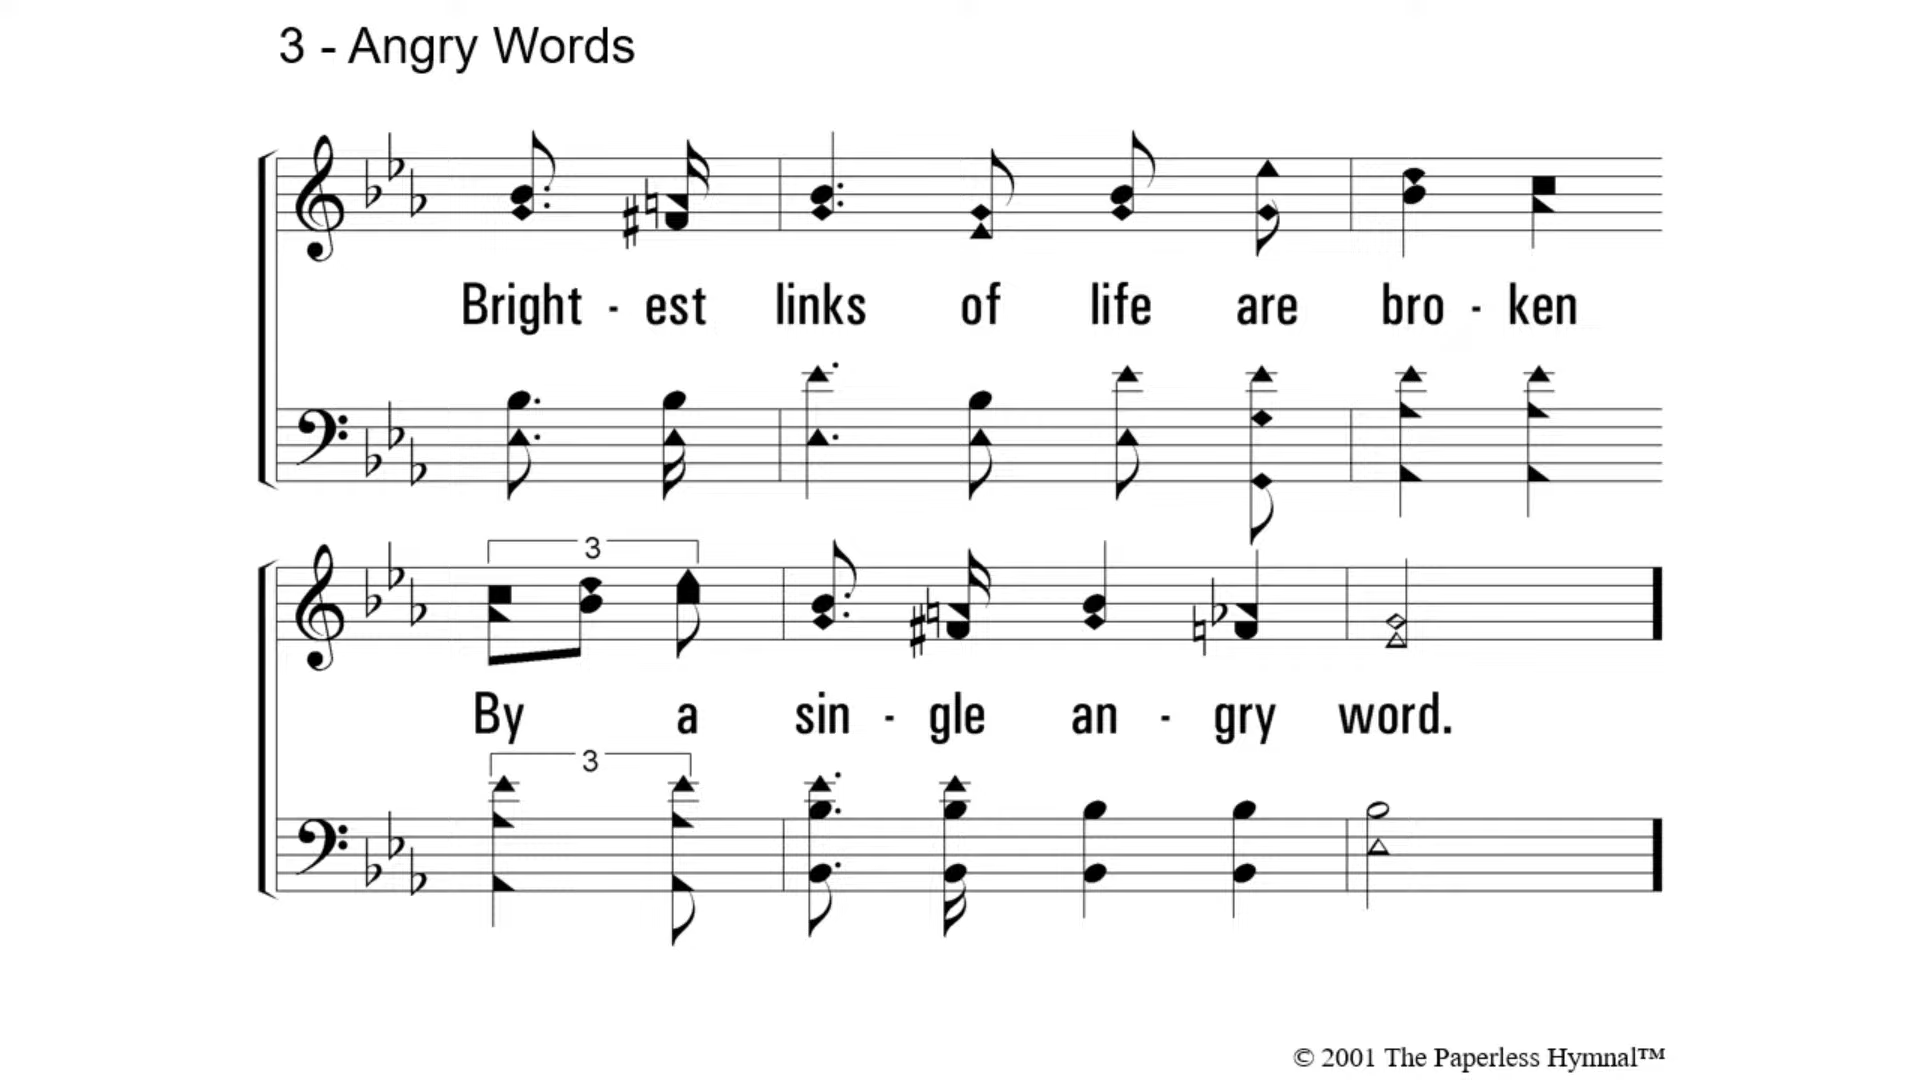 3 - Angry Words
Bright - est links of life are bro - ken
3
By a sin - gle an - gry word.
3
© 2001 The Paperless Hymnal™